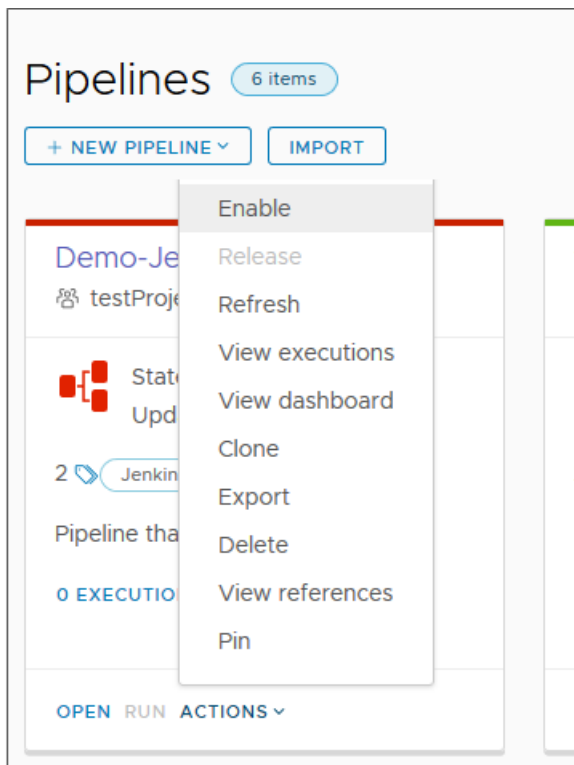 Pipelines 6 items
+ NEW PIPELINE IMPORT
Demo-Je
testProje
State
Upd
2 Jenkin
Pipeline tha
0 EXECUTIO
Enable
Release
Refresh
View executions
View dashboard
Clone
Export
Delete
View references
Pin
OPEN RUN ACTIONS